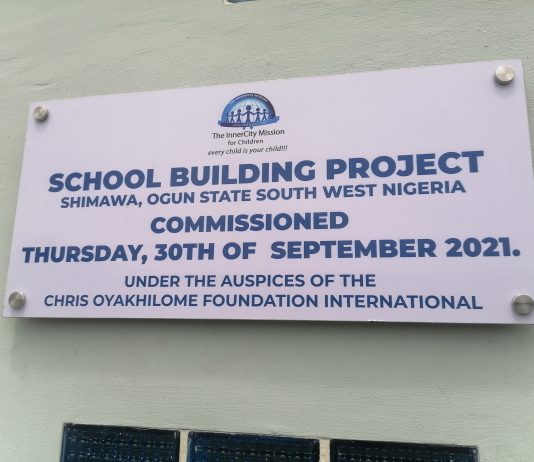 The InnerCity Mission
for Children
every child is your child!!!
SCHOOL BUILDING PROJECT
SHIMAWA, OGUN STATE SOUTH WEST NIGERIA
COMMISSIONED
THURSDAY, 30TH OF SEPTEMBER 2021.
UNDER THE AUSPICES OF THE
CHRIS OYAKHILOME FOUNDATION INTERNATIONAL